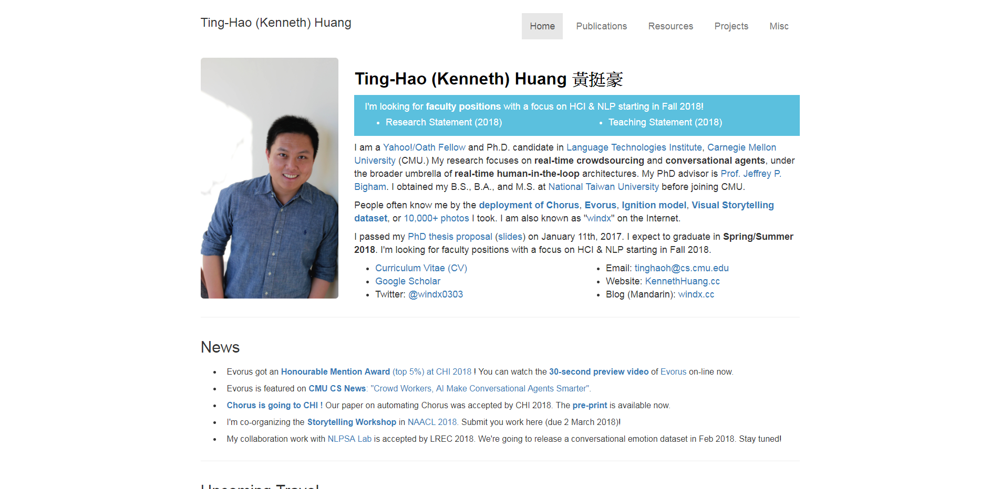 Ting-Hao (Kenneth) Huang
Home Publications Resources Projects Misc
Ting-Hao (Kenneth) Huang 黃挺豪
I'm looking for faculty positions with a focus on HCI & NLP starting in Fall 2018!
• Research Statement (2018)
• Teaching Statement (2018)
I am a Yahoo!/Oath Fellow and Ph.D. candidate in Language Technologies Institute, Carnegie Mellon
University (CMU.) My research focuses on real-time crowdsourcing and conversational agents, under
the broader umbrella of real-time human-in-the-loop architectures. My PhD advisor is Prof. Jeffrey P.
Bigham. I obtained my B.S., B.A., and M.S. at National Taiwan University before joining CMU.
People often know me by the deployment of Chorus, Evorus, Ignition model, Visual Storytelling
dataset, or 10,000+ photos I took. I am also known as "windx" on the Internet.
I passed my PhD thesis proposal (slides) on January 11th, 2017. I expect to graduate in Spring/Summer
2018. I'm looking for faculty positions with a focus on HCI & NLP starting in Fall 2018.
• Curriculum Vitae (CV)
• Google Scholar
• Twitter: @windx0303
• Email: tinghaoh@cs.cmu.edu
• Website: KennethHuang.cc
• Blog (Mandarin): windx.cc
News
• Evorus got an Honourable Mention Award (top 5%) at CHI 2018 ! You can watch the 30-second preview video of Evorus on-line now.
• Evorus is featured on CMU CS News: "Crowd Workers, AI Make Conversational Agents Smarter".
• Chorus is going to CHI ! Our paper on automating Chorus was accepted by CHI 2018. The pre-print is available now.
• I'm co-organizing the Storytelling Workshop in NAACL 2018. Submit you work here (due 2 March 2018)!
• My collaboration work with NLPSA Lab is accepted by LREC 2018. We're going to release a conversational emotion dataset in Feb 2018. Stay tuned!
Upcoming Travel